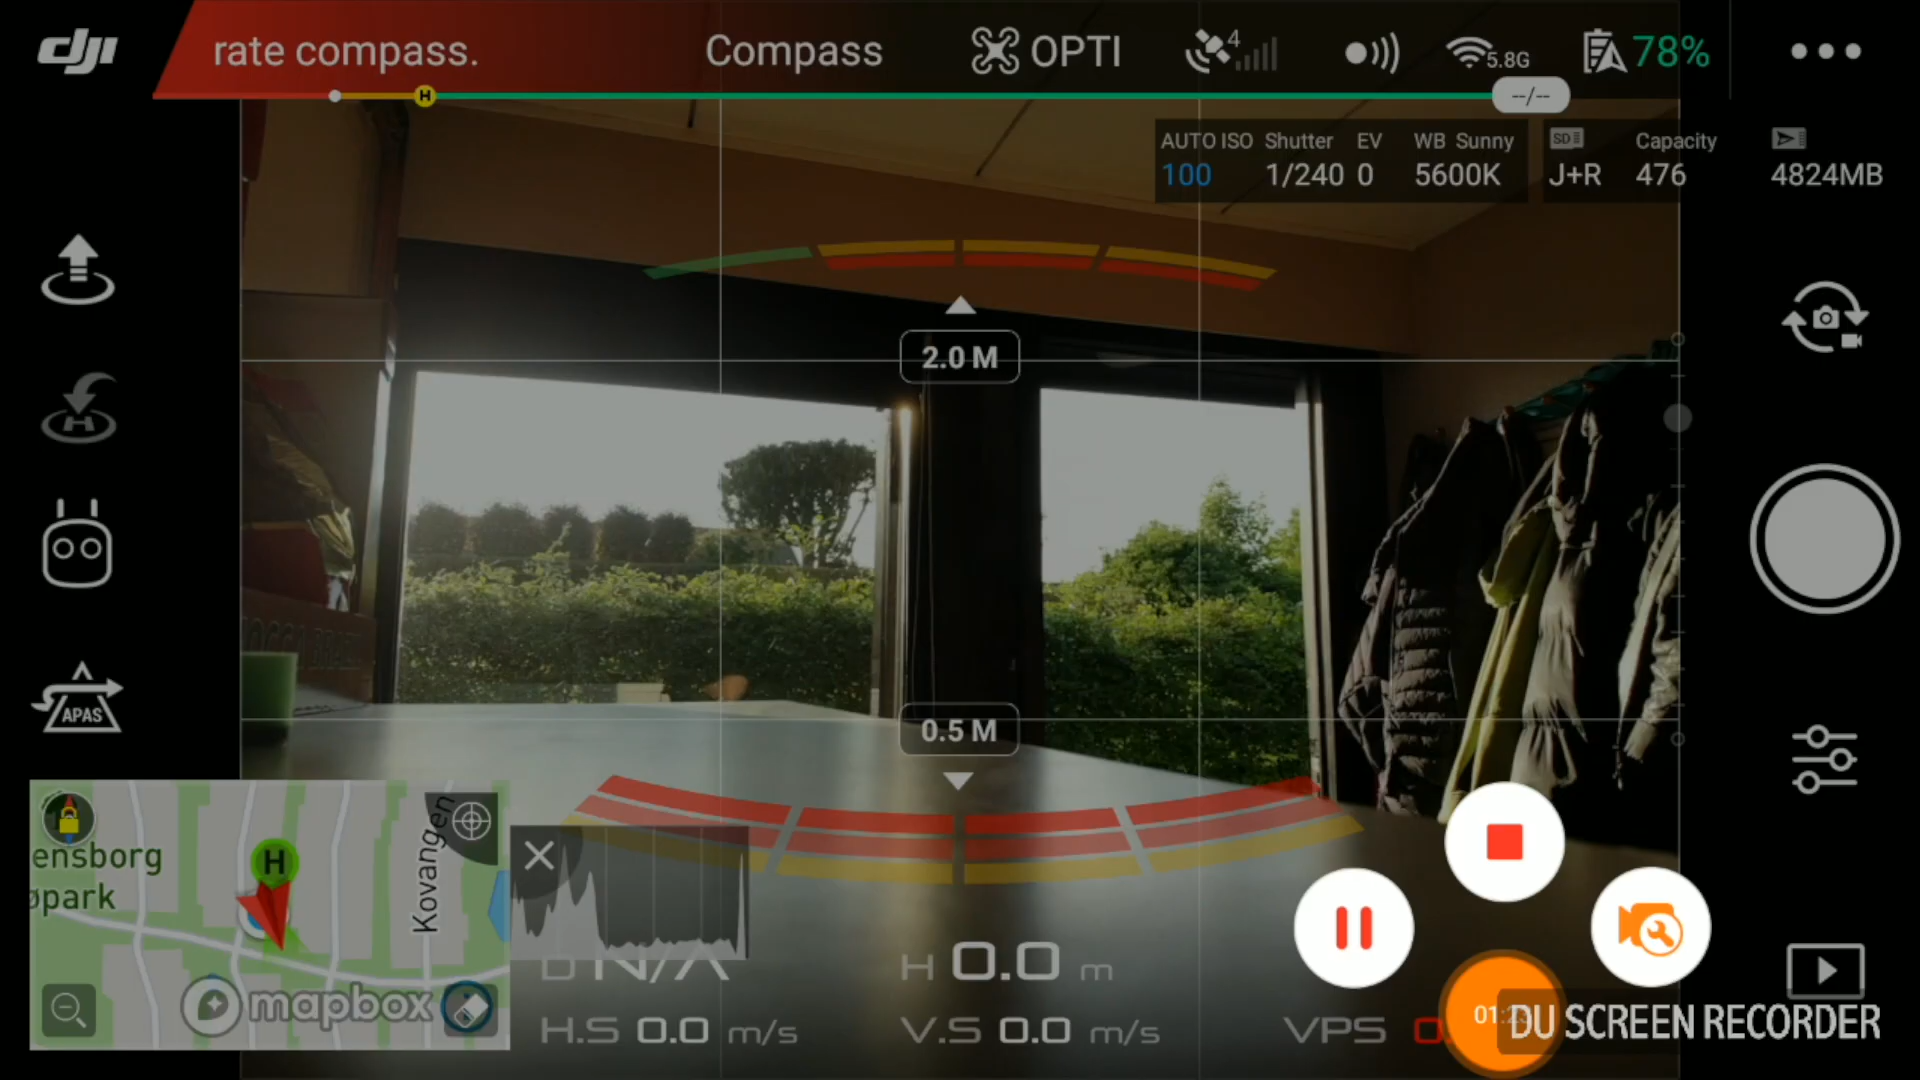 dji rate compass. Compass OPTI 4 5.8G 78%
H --/--
AUTO ISO Shutter EV WB Sunny SD Capacity
100 1/240 0 5600K J+R 476 4824MB
2.0 M
H
0.5 M
APAS
ensborg
øpark
H
Kovangen
mapbox
D N/A H 0.0 m
H.S 0.0 m/s V.S 0.0 m/s VPS
DU SCREEN RECORDER